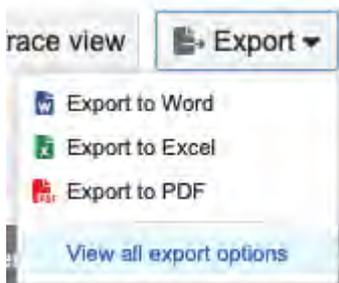 race view Export
Export to Word
Export to Excel
Export to PDF
View all export options